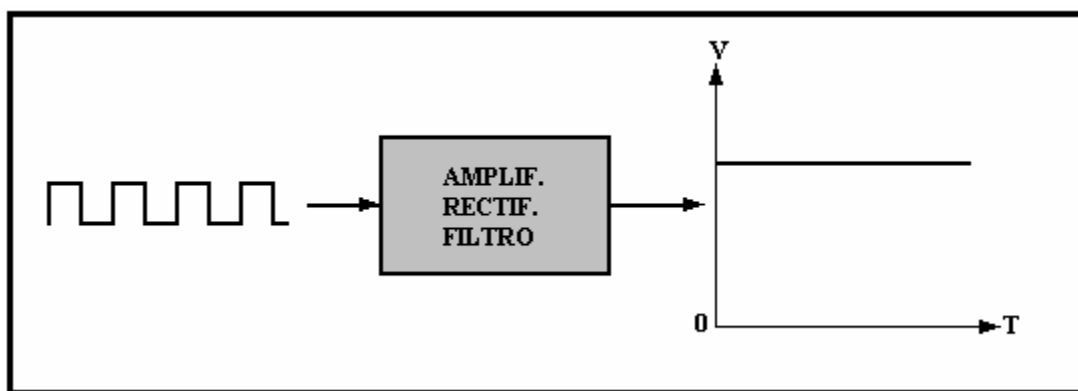 AMPLIF.
RECTIF.
FILTRO
V
0
T